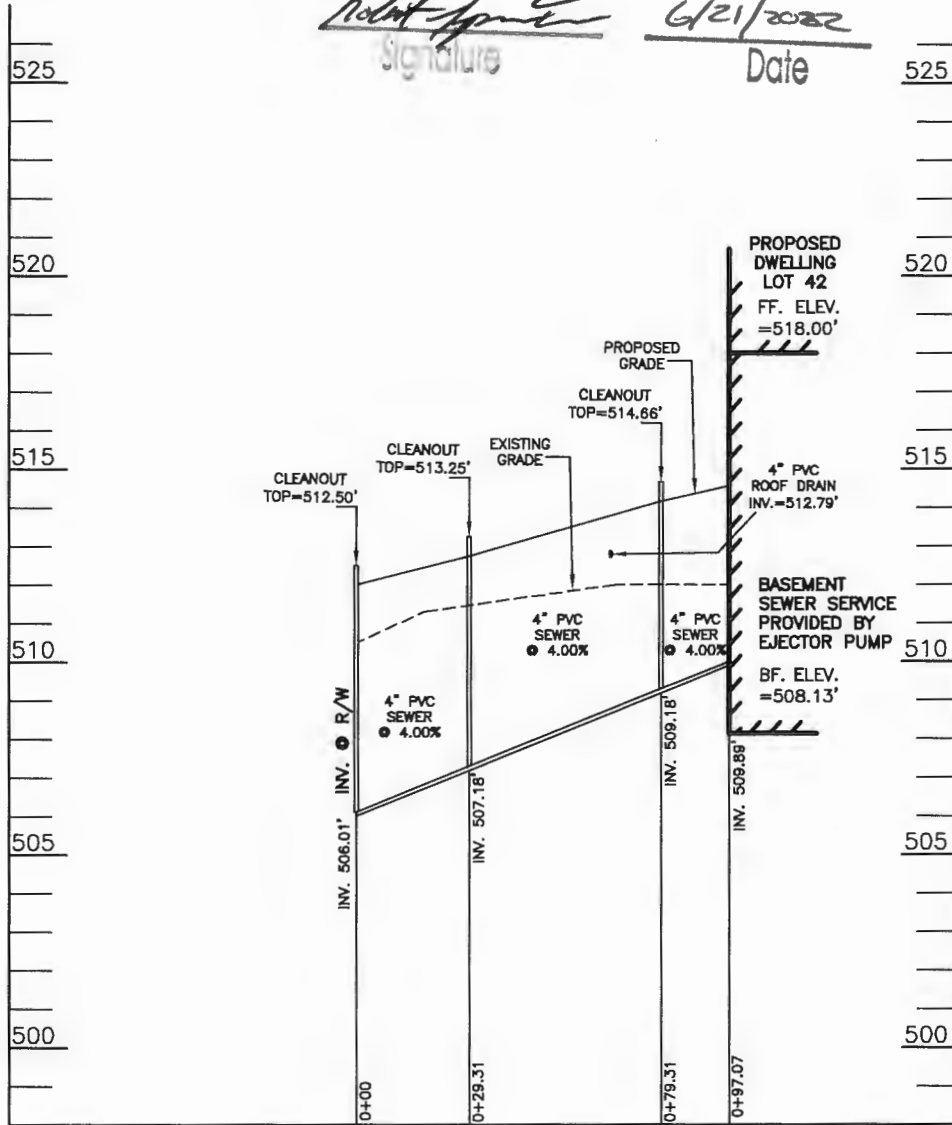 6/21/2022
Signature
Date
525
525
520
520
515
515
510
510
505
505
500
500
PROPOSED
DWELLING
LOT 42
FF. ELEV.
=518.00'
PROPOSED
GRADE
CLEANOUT
TOP=514.66'
EXISTING
GRADE
CLEANOUT
TOP=513.25'
CLEANOUT
TOP=512.50'
4" PVC
ROOF DRAIN
INV.=512.79'
BASEMENT
SEWER SERVICE
PROVIDED BY
EJECTOR PUMP
BF. ELEV.
=508.13'
4" PVC
SEWER
@ 4.00%
4" PVC
SEWER
@ 4.00%
4" PVC
SEWER
@ 4.00%
INV. 506.01' INV. @ R/W
INV. 507.18'
INV. 509.18'
INV. 509.89'
0+00
0+29.31
0+79.31
0+97.07